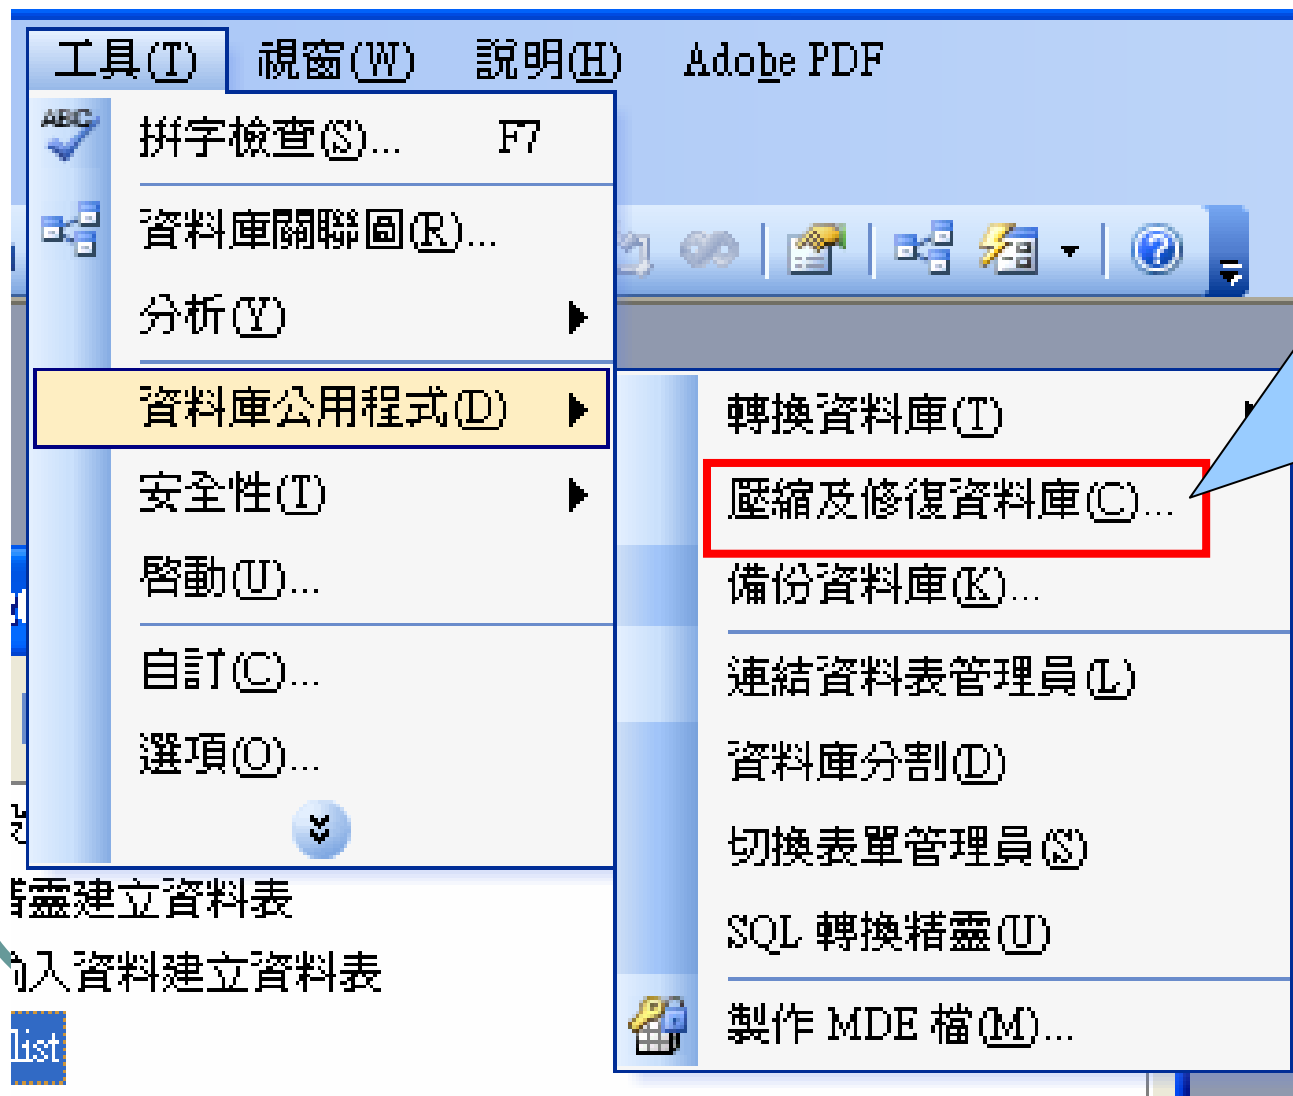 工具(T) 視窗(W) 說明(H) Adobe PDF
ABC
拼字檢查(S)... F7
資料庫關聯圖(R)...
分析(Y)
資料庫公用程式(D)
安全性(T)
啓動(U)...
自訂(C)...
選項(O)...
轉換資料庫(T)
壓縮及修復資料庫(C)...
備份資料庫(K)...
連結資料表管理員(L)
資料庫分割(D)
切換表單管理員(S)
SQL 轉換精靈(U)
製作 MDE 檔(M)...
靈建立資料表
入資料建立資料表
list